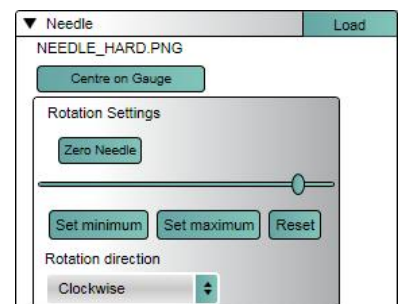 Needle Load
NEEDLE_HARD.PNG
Centre on Gauge
Rotation Settings
Zero Needle
Set minimum Set maximum Reset
Rotation direction
Clockwise